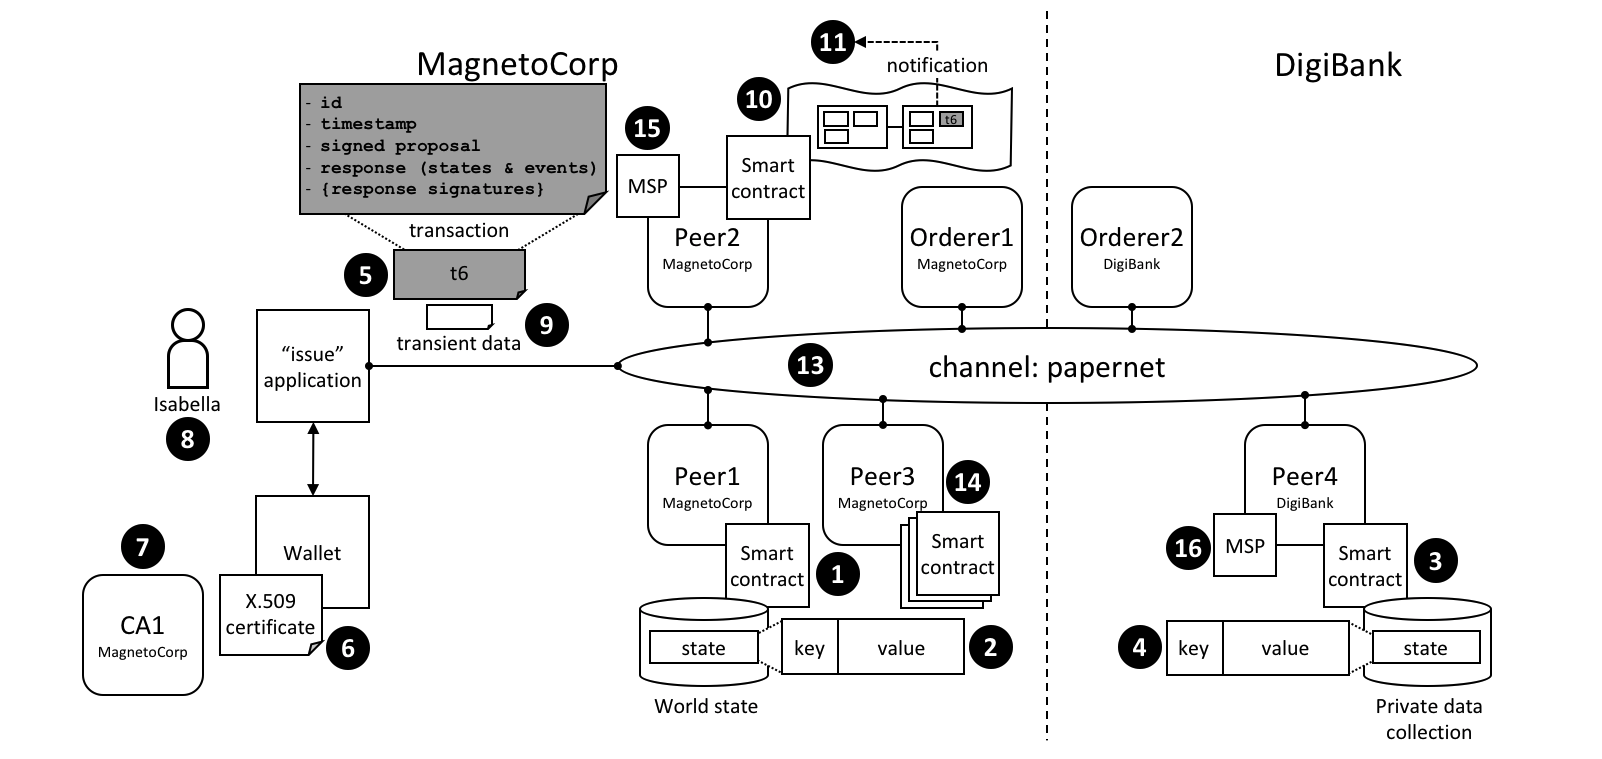 11
notification
MagnetoCorp
DigiBank
- id
- timestamp
- signed proposal
- response (states & events)
- {response signatures}
10
t6
15
MSP
Smart
contract
transaction
Peer2
MagnetoCorp
Orderer1
MagnetoCorp
Orderer2
DigiBank
5
t6
9
transient data
“issue”
application
Isabella
8
13
channel: papernet
Peer1
MagnetoCorp
Peer3
MagnetoCorp
14
Peer4
DigiBank
7
Wallet
CA1
MagnetoCorp
X.509
certificate
6
Smart
contract
1
Smart
contract
16
MSP
Smart
contract
3
state
key
value
2
World state
4
key
value
state
Private data
collection